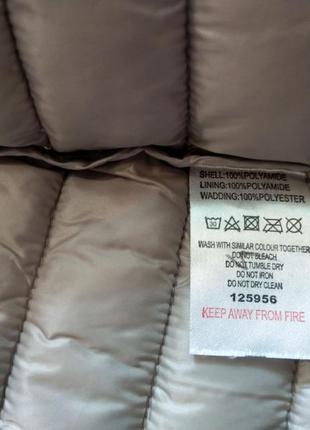 SHELL:100%POLYAMIDE
LINING:100%POLYAMIDE
WADDING:100%POLYESTER
WASH WITH SIMILAR COLOUR TOGETHER
DO NOT BLEACH
DO NOT TUMBLE DRY
DO NOT IRON
DO NOT DRY CLEAN
125956
KEEP AWAY FROM FIRE